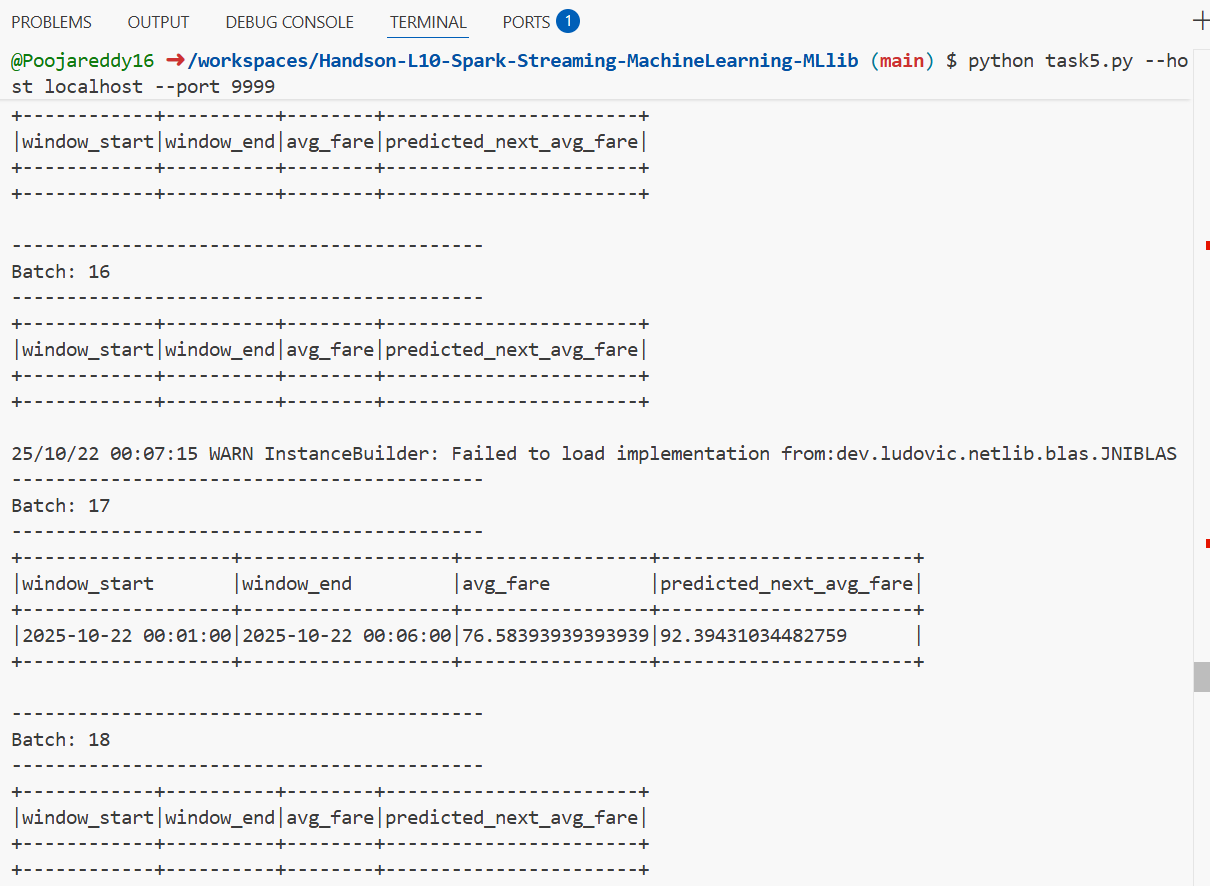 PROBLEMS OUTPUT DEBUG CONSOLE TERMINAL PORTS 1
@Poojareddy16 ➜/workspaces/Handson-L10-Spark-Streaming-MachineLearning-MLlib (main) $ python task5.py --ho
st localhost --port 9999
+------------+----------+--------+-----------------------+
|window_start|window_end|avg_fare|predicted_next_avg_fare|
+------------+----------+--------+-----------------------+
+------------+----------+--------+-----------------------+
-------------------------------------------
Batch: 16
-------------------------------------------
+------------+----------+--------+-----------------------+
|window_start|window_end|avg_fare|predicted_next_avg_fare|
+------------+----------+--------+-----------------------+
+------------+----------+--------+-----------------------+
25/10/22 00:07:15 WARN InstanceBuilder: Failed to load implementation from:dev.ludovic.netlib.blas.JNIBLAS
-------------------------------------------
Batch: 17
-------------------------------------------
+-------------------+-------------------+-----------------+-----------------------+
|window_start       |window_end         |avg_fare         |predicted_next_avg_fare|
+-------------------+-------------------+-----------------+-----------------------+
|2025-10-22 00:01:00|2025-10-22 00:06:00|76.58393939393939|92.39431034482759      |
+-------------------+-------------------+-----------------+-----------------------+
-------------------------------------------
Batch: 18
-------------------------------------------
+------------+----------+--------+-----------------------+
|window_start|window_end|avg_fare|predicted_next_avg_fare|
+------------+----------+--------+-----------------------+
+------------+----------+--------+-----------------------+